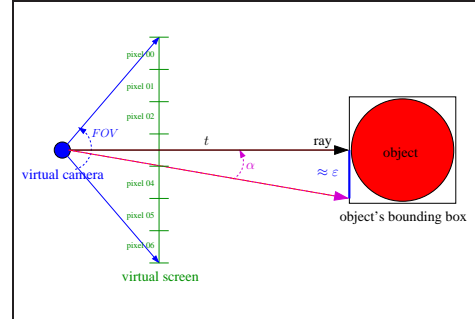 pixel 00
pixel 01
FOV
pixel 02
t
ray
object
α
virtual camera
≈ ε
pixel 04
pixel 05
object's bounding box
pixel 06
virtual screen